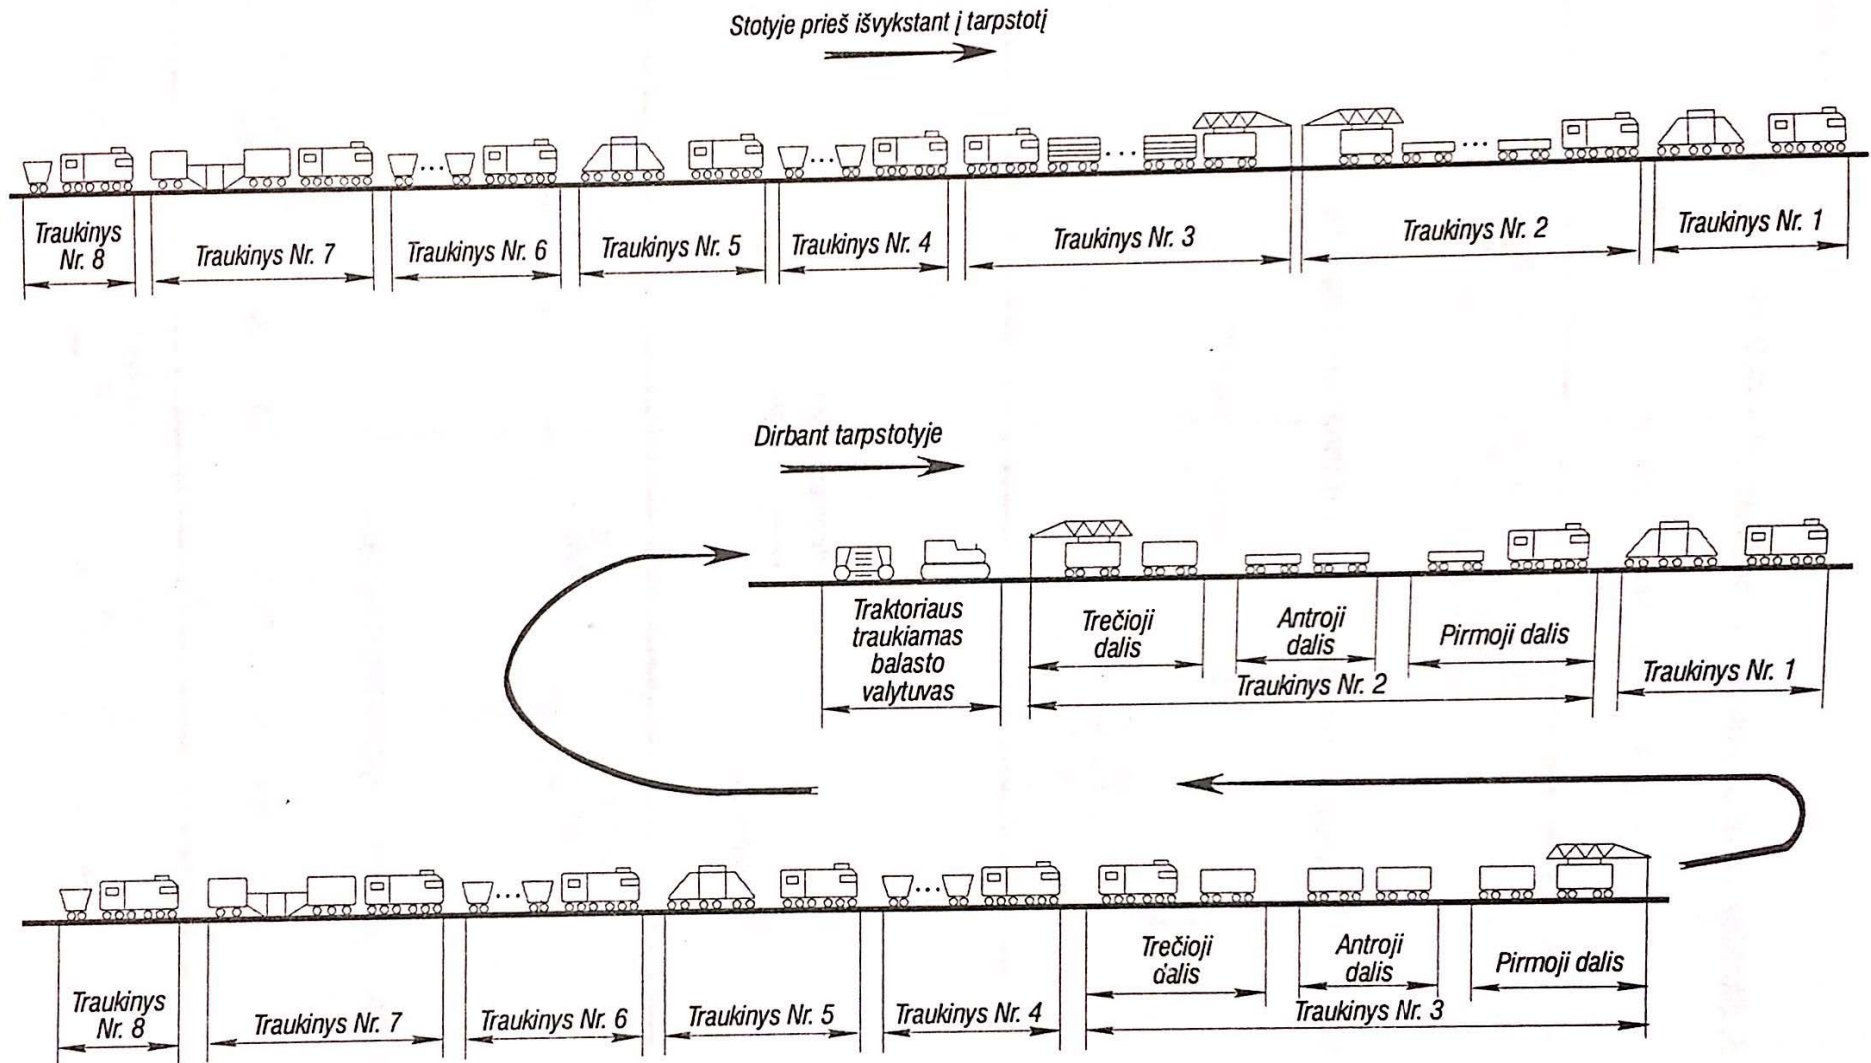 Stotyje prieš išvykstant į tarpstotį
Traukinys
Nr. 8
Traukinys Nr. 7
Traukinys Nr. 6
Traukinys Nr. 5
Traukinys Nr. 4
Traukinys Nr. 3
Traukinys Nr. 2
Traukinys Nr. 1
Dirbant tarpstotyje
Traktoriaus
traukiamas
balasto
valytuvas
Trečioji
dalis
Antroji
dalis
Pirmoji dalis
Traukinys Nr. 2
Traukinys Nr. 1
Traukinys
Nr. 8
Traukinys Nr. 7
Traukinys Nr. 6
Traukinys Nr. 5
Traukinys Nr. 4
Trečioji
dalis
Antroji
dalis
Pirmoji dalis
Traukinys Nr. 3